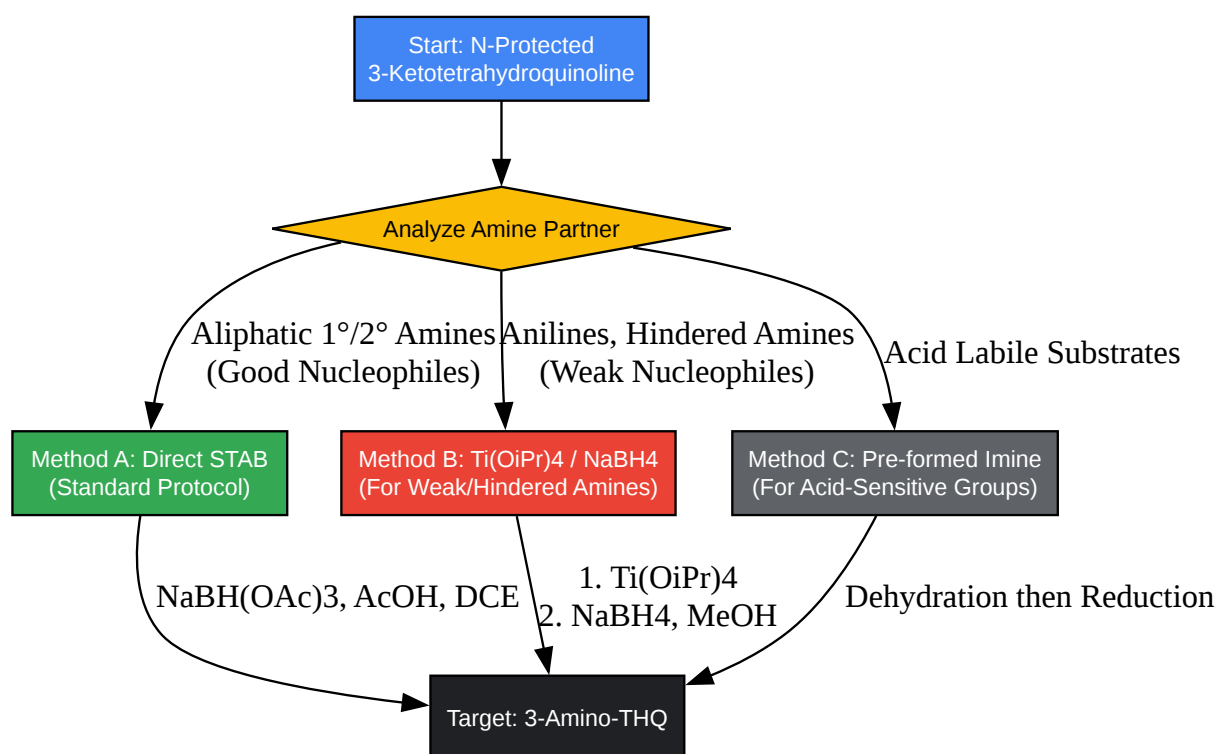 Start: N-Protected
3-Ketotetrahydroquinoline
Analyze Amine Partner
Aliphatic 1°/2° Amines
(Good Nucleophiles)
Anilines, Hindered Amines
(Weak Nucleophiles)
Acid Labile Substrates
Method A: Direct STAB
(Standard Protocol)
Method B: Ti(OiPr)4 / NaBH4
(For Weak/Hindered Amines)
Method C: Pre-formed Imine
(For Acid-Sensitive Groups)
NaBH(OAc)3, AcOH, DCE
1. Ti(OiPr)4
2. NaBH4, MeOH
Dehydration then Reduction
Target: 3-Amino-THQ